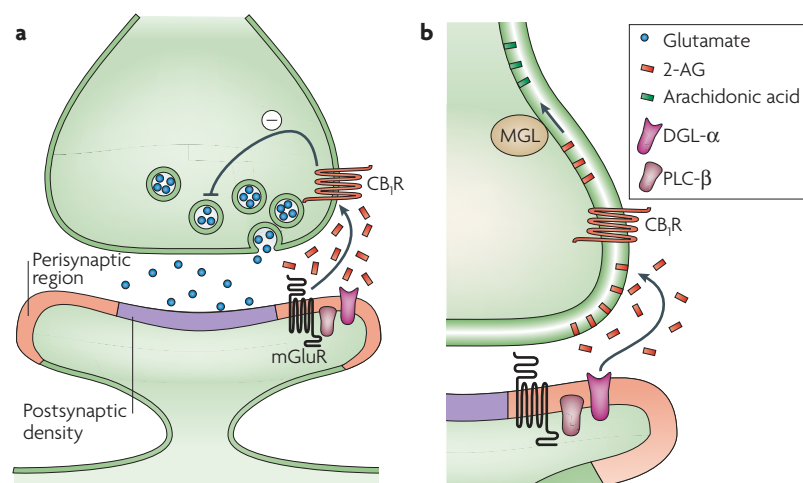 a
−
CB₁R
Perisynaptic
region
mGluR
Postsynaptic
density
b
Glutamate
2-AG
Arachidonic acid
DGL-α
PLC-β
MGL
CB₁R